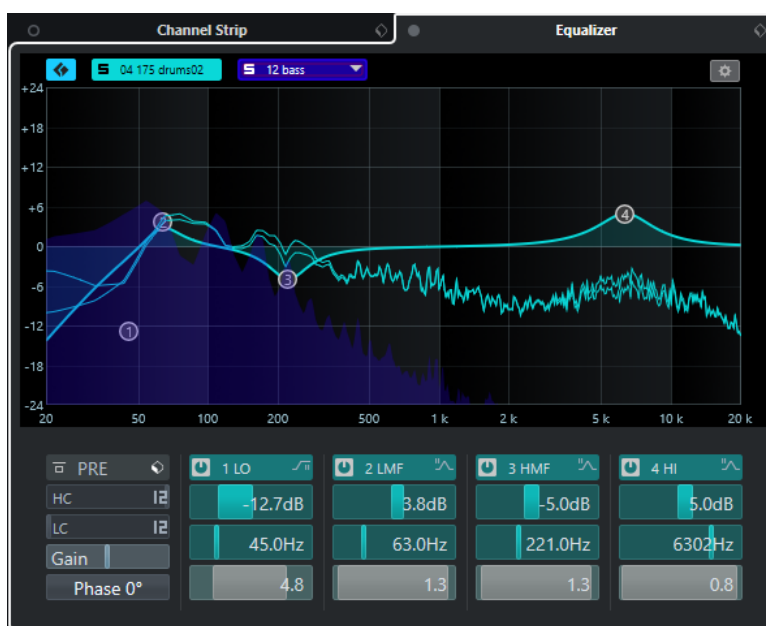 Channel Strip
Equalizer
04 175 drums02
12 bass
+24
+18
+12
+6
0
-6
-12
-18
-24
2
4
3
1
20 50 100 200 500 1 k 2 k 5 k 10 k 20 k
PRE
1 LO
2 LMF
3 HMF
4 HI
HC 12
-12.7dB
3.8dB
-5.0dB
5.0dB
LC 12
45.0Hz
63.0Hz
221.0Hz
6302Hz
Gain
4.8
1.3
1.3
0.8
Phase 0°